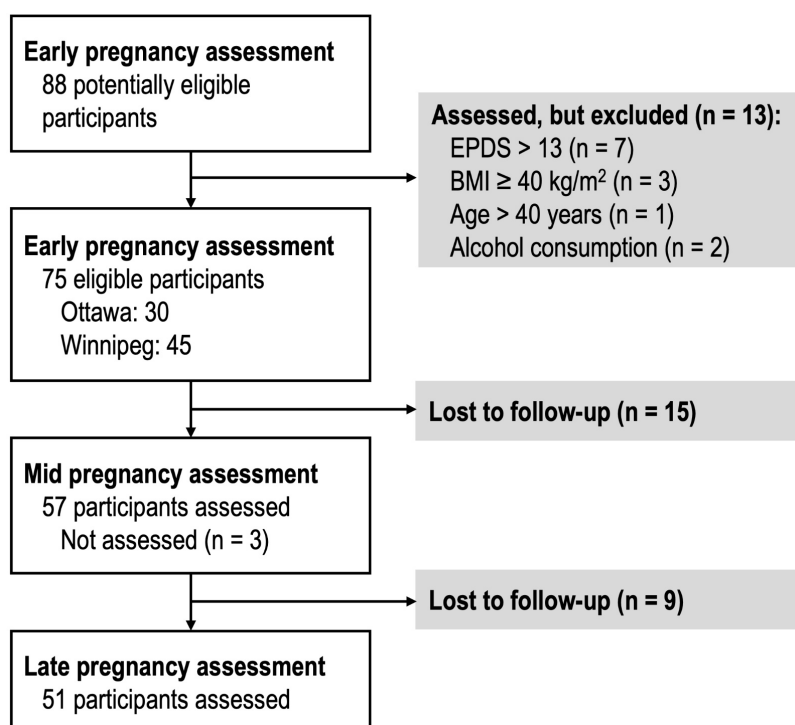 Early pregnancy assessment
88 potentially eligible
participants
Assessed, but excluded (n = 13):
EPDS > 13 (n = 7)
BMI ≥ 40 kg/m² (n = 3)
Age > 40 years (n = 1)
Alcohol consumption (n = 2)
Early pregnancy assessment
75 eligible participants
Ottawa: 30
Winnipeg: 45
Lost to follow-up (n = 15)
Mid pregnancy assessment
57 participants assessed
Not assessed (n = 3)
Lost to follow-up (n = 9)
Late pregnancy assessment
51 participants assessed